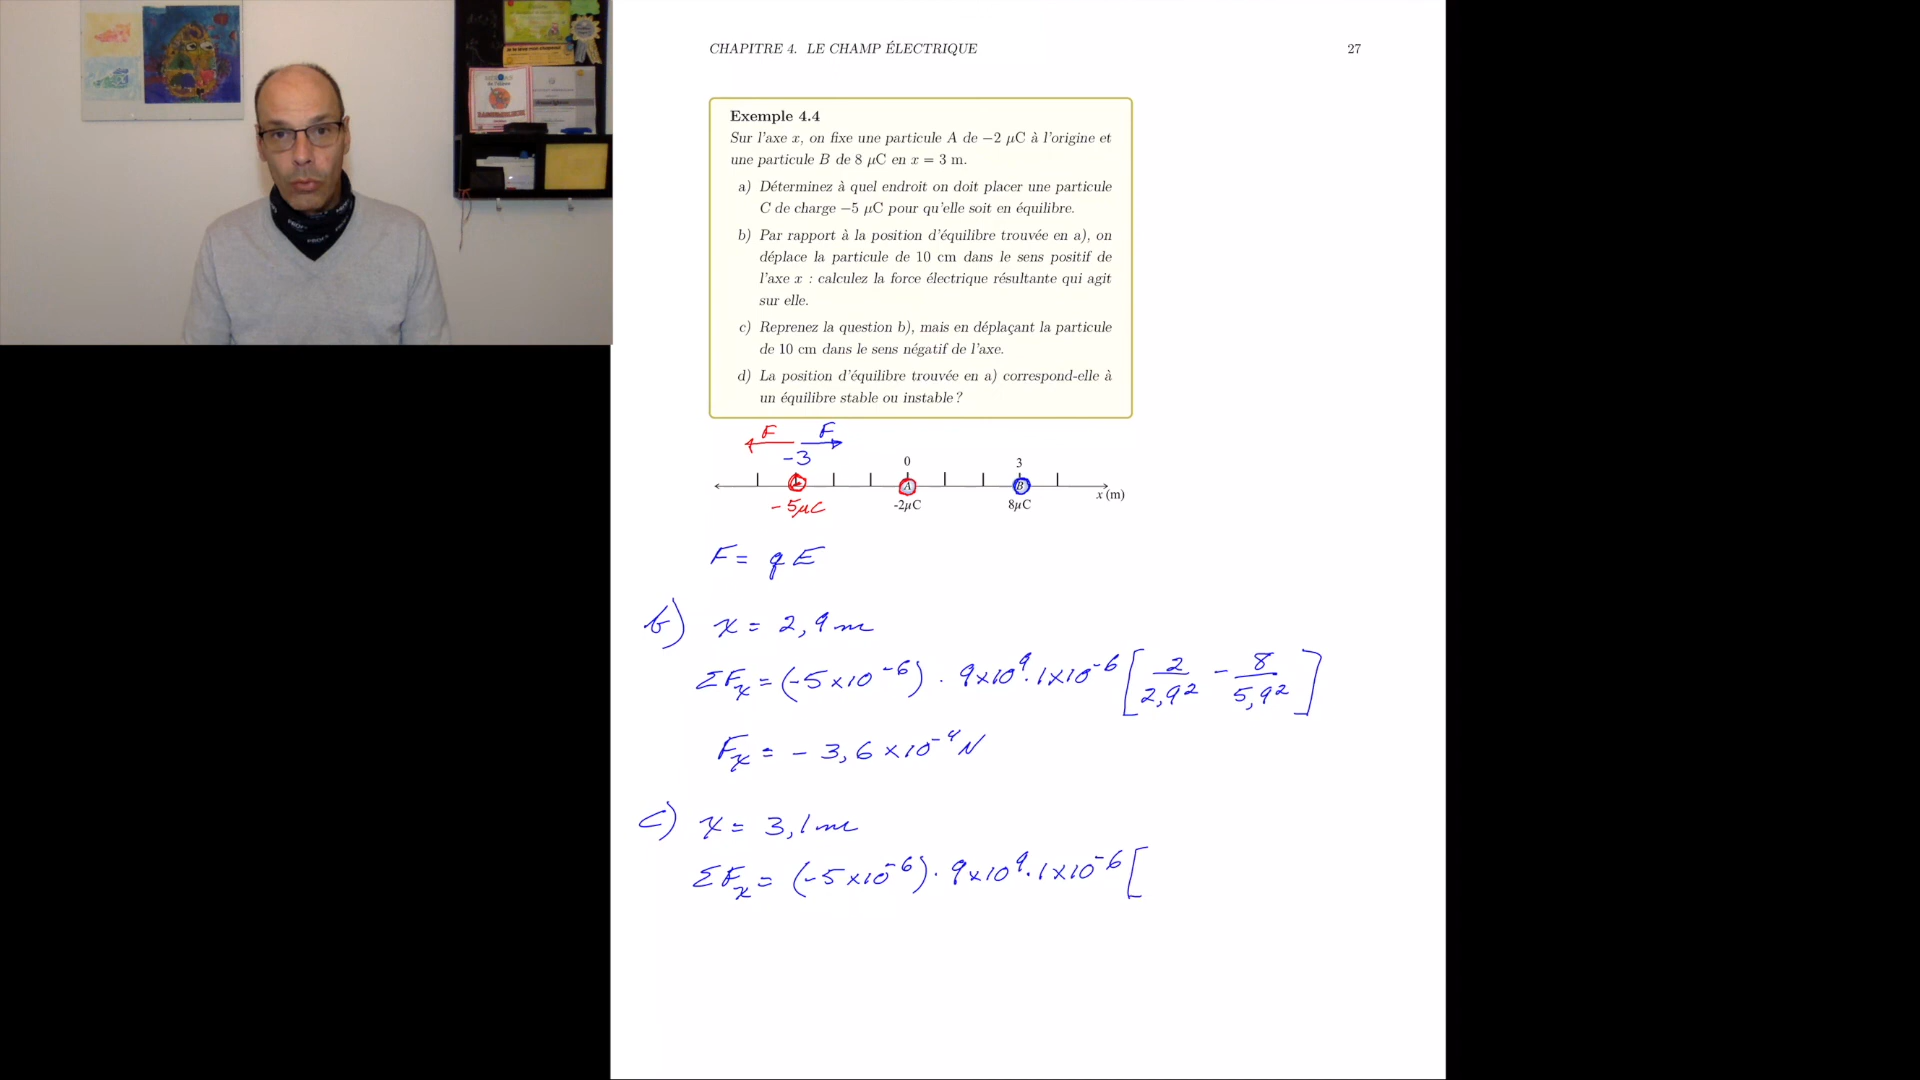 CHAPITRE 4. LE CHAMP ÉLECTRIQUE 27
Exemple 4.4
Sur l'axe x, on fixe une particule A de −2 μC à l'origine et
une particule B de 8 μC en x = 3 m.
a) Déterminez à quel endroit on doit placer une particule
C de charge −5 μC pour qu'elle soit en équilibre.
b) Par rapport à la position d'équilibre trouvée en a), on
déplace la particule de 10 cm dans le sens positif de
l'axe x : calculez la force électrique résultante qui agit
sur elle.
c) Reprenez la question b), mais en déplaçant la particule
de 10 cm dans le sens négatif de l'axe.
d) La position d'équilibre trouvée en a) correspond-elle à
un équilibre stable ou instable ?
F F
-3 0 3
A B
x (m)
-5μC -2μC 8μC
F = qE
b) x = 2,9 m
ΣFx = (-5×10⁻⁶) · 9×10⁹ · 1×10⁻⁶ [ 2/2,9² - 8/5,9² ]
Fx = - 3,6 ×10⁻⁴ N
c) x = 3,1 m
ΣFx = (-5×10⁻⁶) · 9×10⁹ · 1×10⁻⁶ [